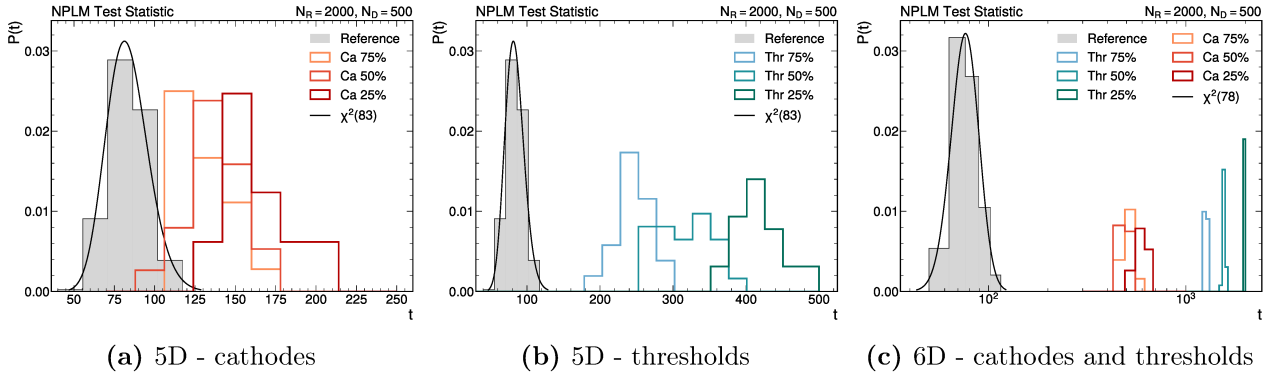 NPLM Test Statistic
N_R = 2000, N_D = 500
P(t)
Reference
Ca 75%
Ca 50%
Ca 25%
χ²(83)
0.03
0.02
0.01
0.00
50 75 100 125 150 175 200 225 250
t
(a) 5D - cathodes
NPLM Test Statistic
N_R = 2000, N_D = 500
P(t)
Reference
Thr 75%
Thr 50%
Thr 25%
χ²(83)
0.03
0.02
0.01
0.00
100 200 300 400 500
t
(b) 5D - thresholds
NPLM Test Statistic
N_R = 2000, N_D = 500
P(t)
Reference
Thr 75%
Thr 50%
Thr 25%
Ca 75%
Ca 50%
Ca 25%
χ²(78)
0.03
0.02
0.01
0.00
10² 10³
t
(c) 6D - cathodes and thresholds